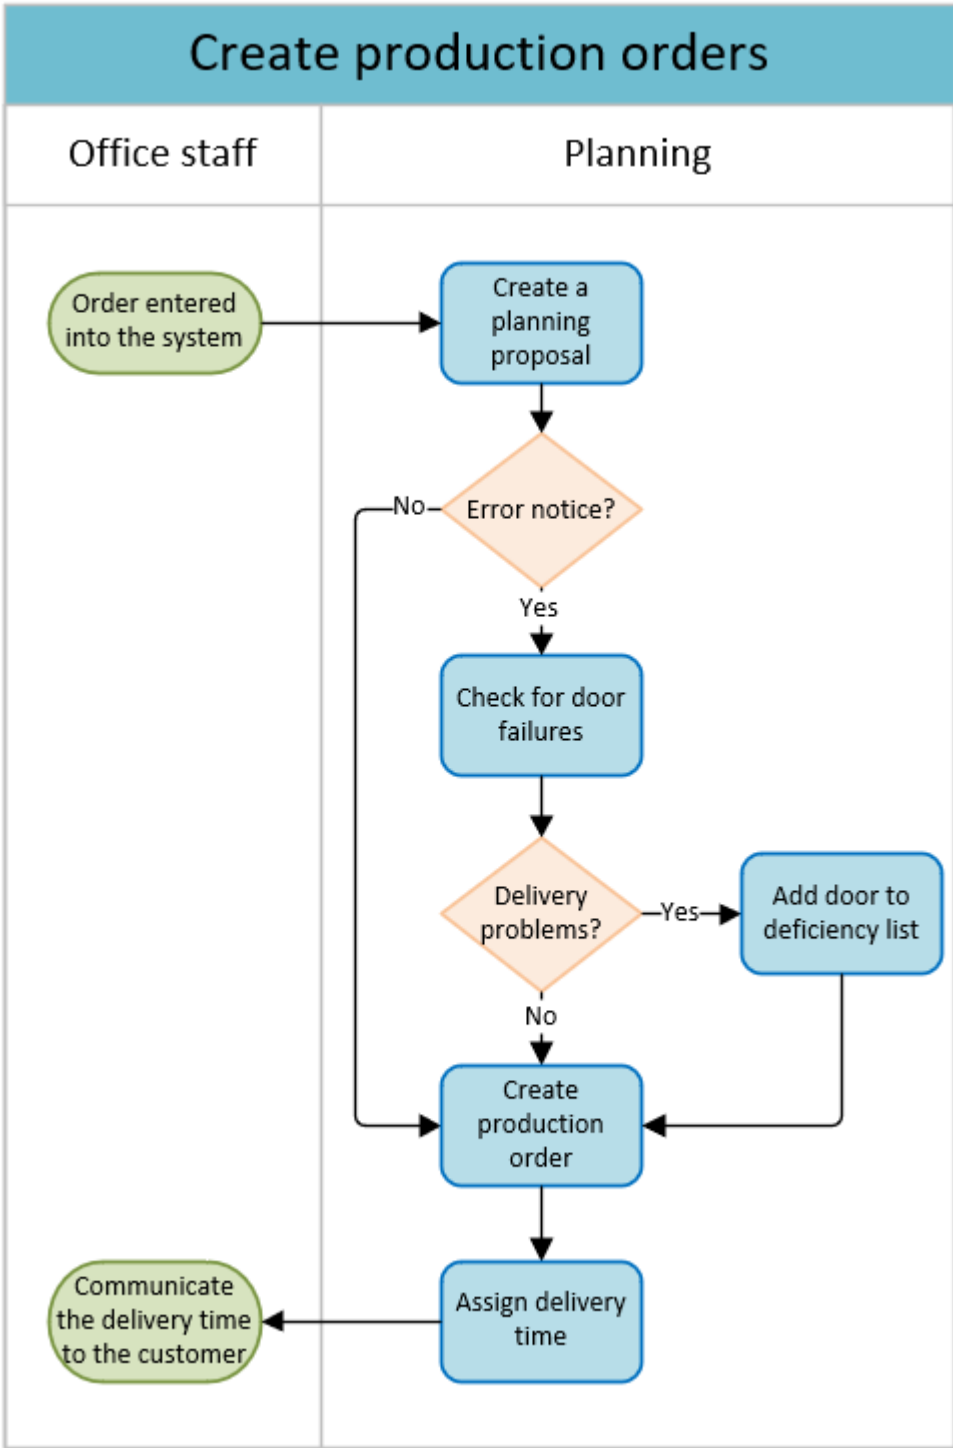 Create production orders
Office staff
Planning
Order entered
into the system
Create a
planning
proposal
Error notice?
No
Yes
Check for door
failures
Delivery
problems?
Yes
Add door to
deficiency list
No
Create
production
order
Assign delivery
time
Communicate
the delivery time
to the customer